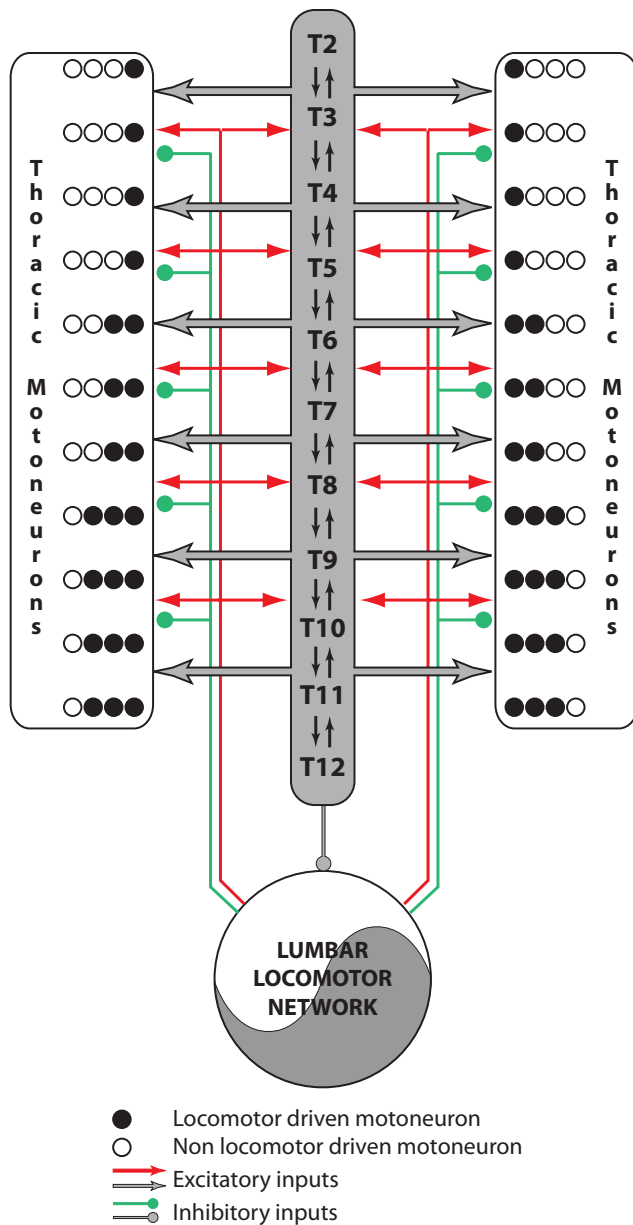 Thoracic Motoneurons
T2
T3
T4
T5
T6
T7
T8
T9
T10
T11
T12
Thoracic Motoneurons
LUMBAR
LOCOMOTOR
NETWORK
Locomotor driven motoneuron
Non locomotor driven motoneuron
Excitatory inputs
Inhibitory inputs